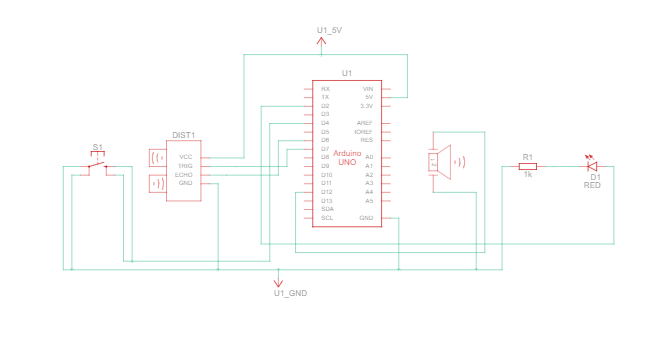 U1_5V
U1
RX
TX
D2
D3
D4
D5
D6
D7
D8
D9
D10
D11
D12
D13
SDA
SCL
VIN
5V
3.3V
AREF
IOREF
RES
A0
A1
A2
A3
A4
A5
GND
Arduino
UNO
S1
DIST1
VCC
TRIG
ECHO
GND
1 2
R1
1k
D1
RED
U1_GND